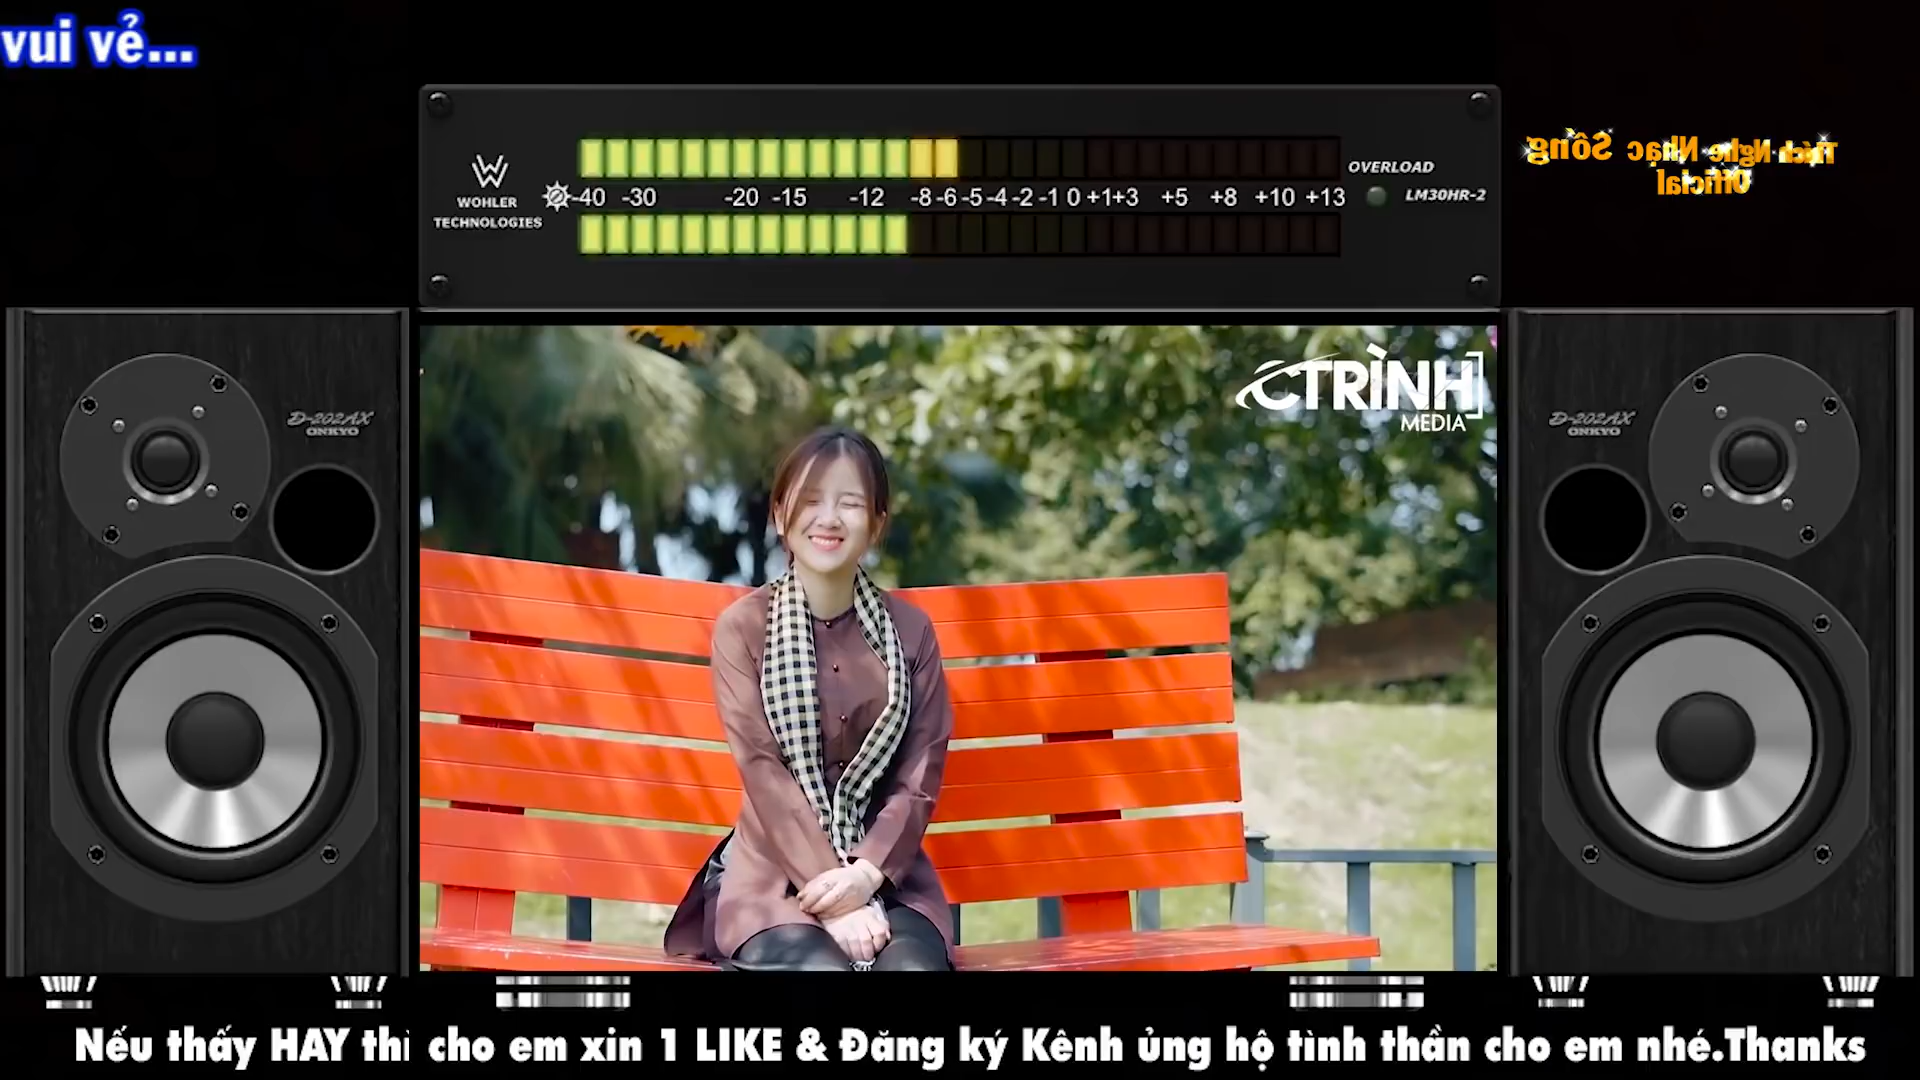 vui vẻ...
WOHLER
TECHNOLOGIES
-40 -30 -20 -15 -12 -8 -6 -5 -4 -2 -1 0 +1 +3 +5 +8 +10 +13
OVERLOAD
LM30HR-2
Thích Nghe Nhạc Sống
Official
D-202AX
ONKYO
CTRÌNH
MEDIA
D-202AX
ONKYO
Nếu thấy HAY thì cho em xin 1 LIKE & Đăng ký Kênh ủng hộ tình thần cho em nhé.Thanks